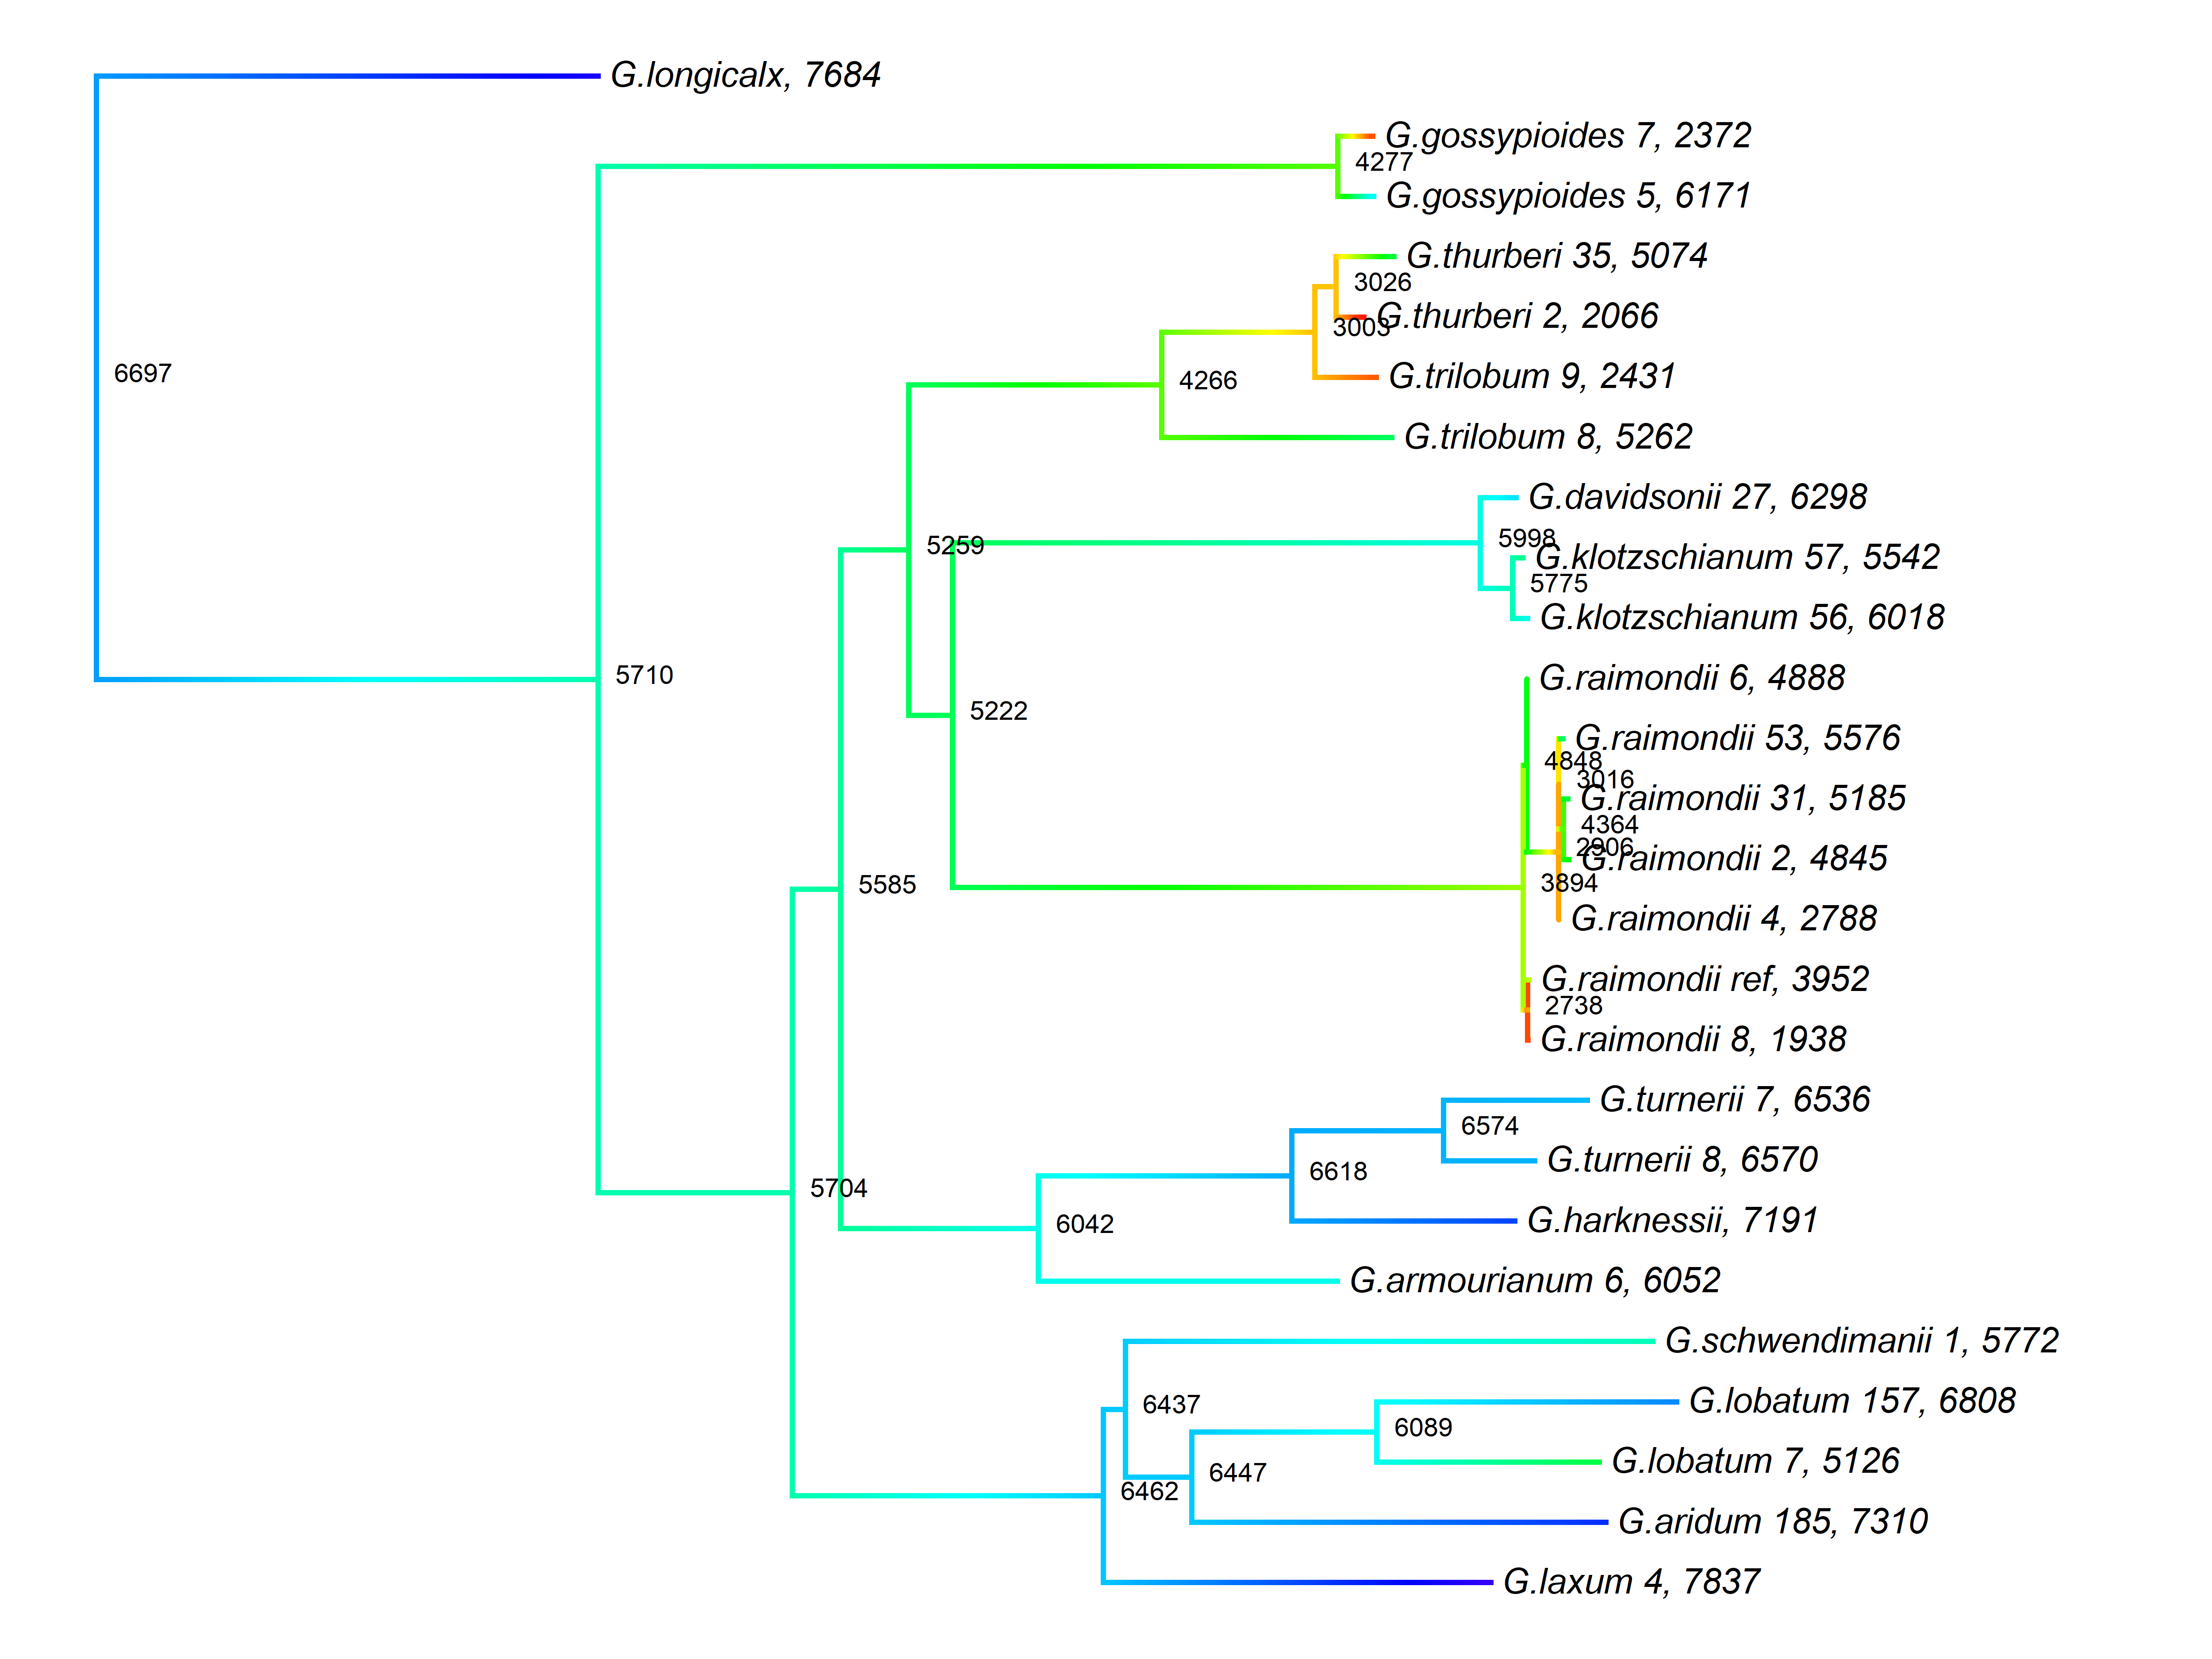 G.longicalx, 7684
G.gossypioides 7, 2372
4277
G.gossypioides 5, 6171
G.thurberi 35, 5074
3026
G.thurberi 2, 2066
3003
6697
G.trilobum 9, 2431
4266
G.trilobum 8, 5262
G.davidsonii 27, 6298
5998
5259
G.klotzschianum 57, 5542
5775
G.klotzschianum 56, 6018
5710
G.raimondii 6, 4888
5222
G.raimondii 53, 5576
4848
3016
G.raimondii 31, 5185
4364
2906
G.raimondii 2, 4845
5585
3894
G.raimondii 4, 2788
G.raimondii ref, 3952
2738
G.raimondii 8, 1938
G.turnerii 7, 6536
6574
G.turnerii 8, 6570
6618
5704
G.harknessii, 7191
6042
G.armourianum 6, 6052
G.schwendimanii 1, 5772
6437
G.lobatum 157, 6808
6089
G.lobatum 7, 5126
6447
6462
G.aridum 185, 7310
G.laxum 4, 7837